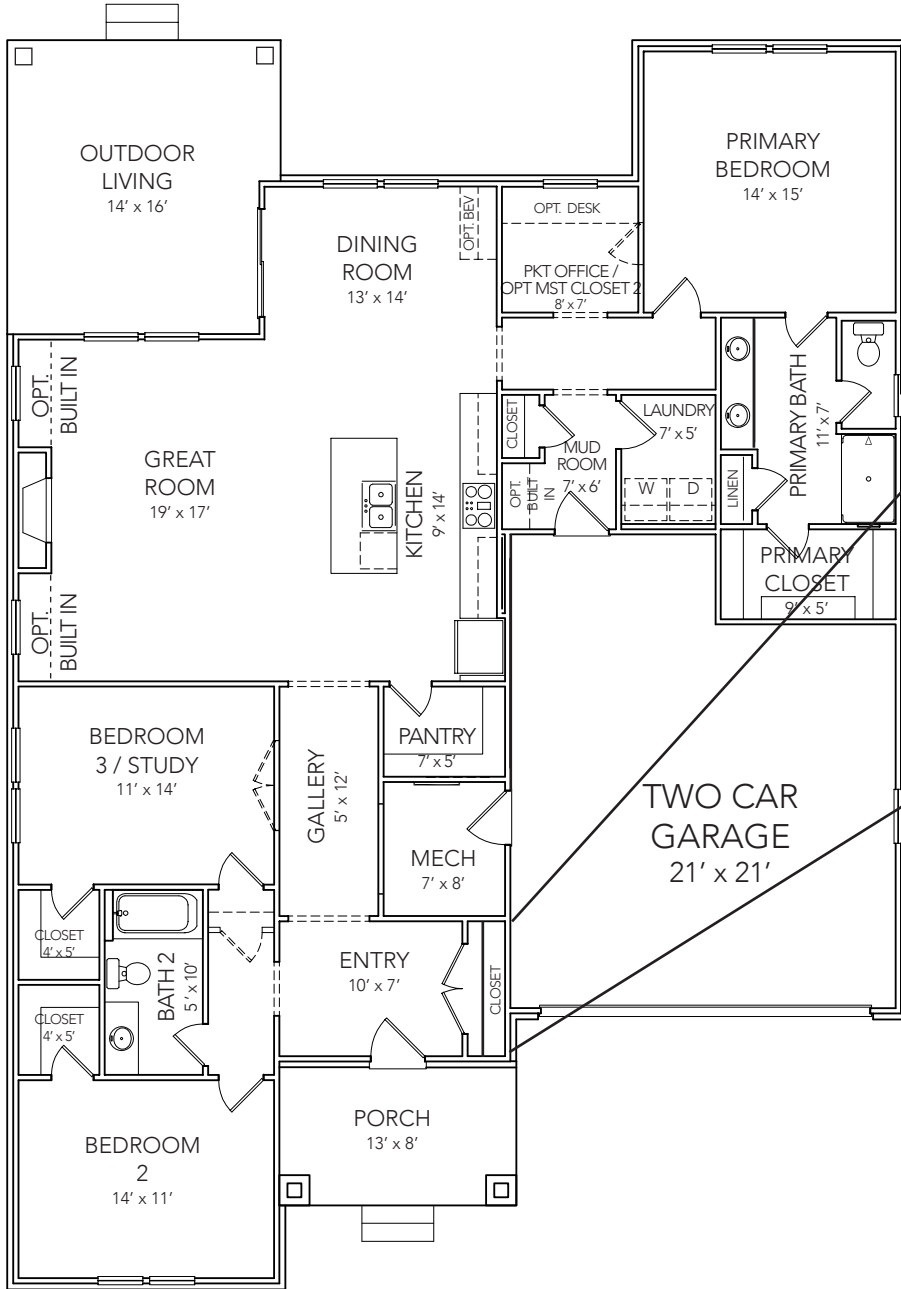 OUTDOOR
LIVING
14' x 16'
PRIMARY
BEDROOM
14' x 15'
DINING
ROOM
13' x 14'
OPT. BEV
OPT. DESK
PKT OFFICE /
OPT MST CLOSET 2
8' x 7'
OPT.
BUILT IN
GREAT
ROOM
19' x 17'
KITCHEN
9' x 14'
CLOSET
MUD
ROOM
7' x 6'
OPT.
BUILT
IN
LAUNDRY
7' x 5'
W
D
PRIMARY BATH
11' x 7'
LINEN
PRIMARY
CLOSET
9' x 5'
OPT.
BUILT IN
BEDROOM
3 / STUDY
11' x 14'
GALLERY
5' x 12'
PANTRY
7' x 5'
MECH
7' x 8'
TWO CAR
GARAGE
21' x 21'
CLOSET
4' x 5'
BATH 2
5' x 10'
ENTRY
10' x 7'
CLOSET
CLOSET
4' x 5'
BEDROOM
2
14' x 11'
PORCH
13' x 8'